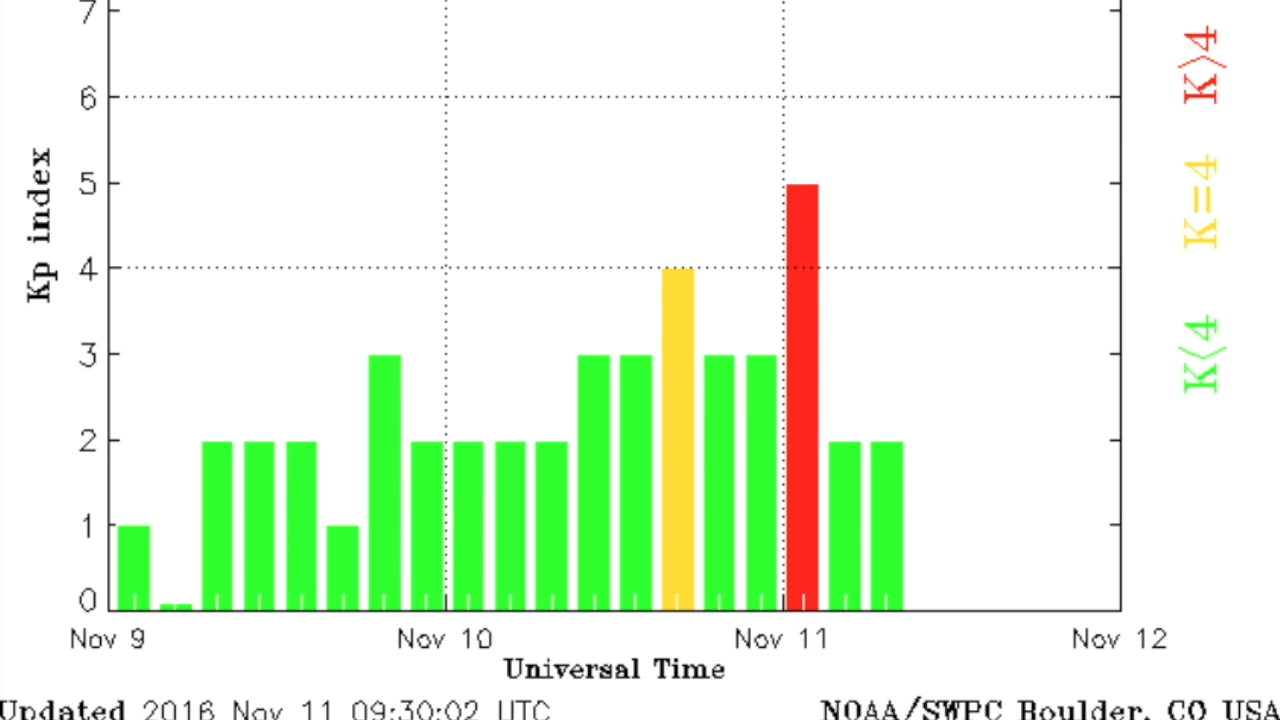 7
6
5
4
3
2
1
0
Kp index
K>4
K=4
K<4
Nov 9 Nov 10 Nov 11 Nov 12
Universal Time
Updated 2016 Nov 11 09:30:02 UTC NOAA/SWPC Boulder, CO USA